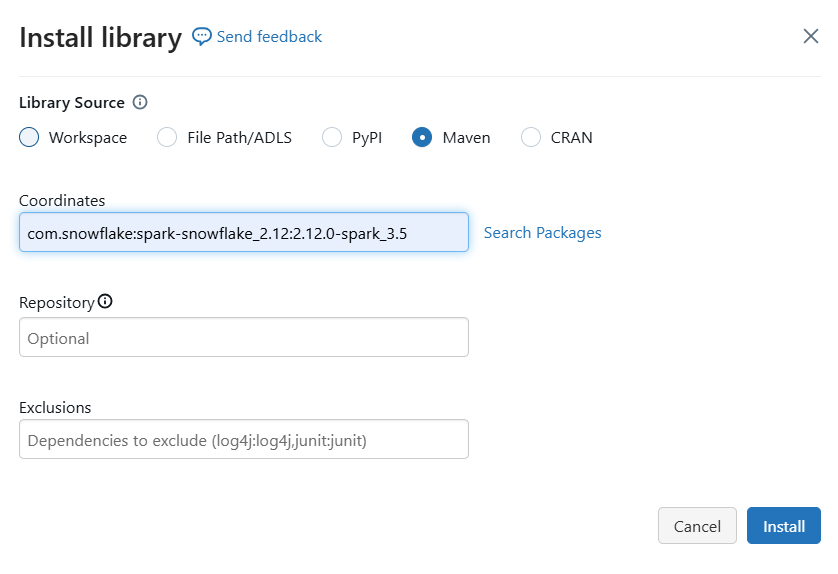 Install library Send feedback
Library Source
Workspace File Path/ADLS PyPI Maven CRAN
Coordinates
com.snowflake:spark-snowflake_2.12:2.12.0-spark_3.5 Search Packages
Repository
Optional
Exclusions
Dependencies to exclude (log4j:log4j,junit:junit)
Cancel Install